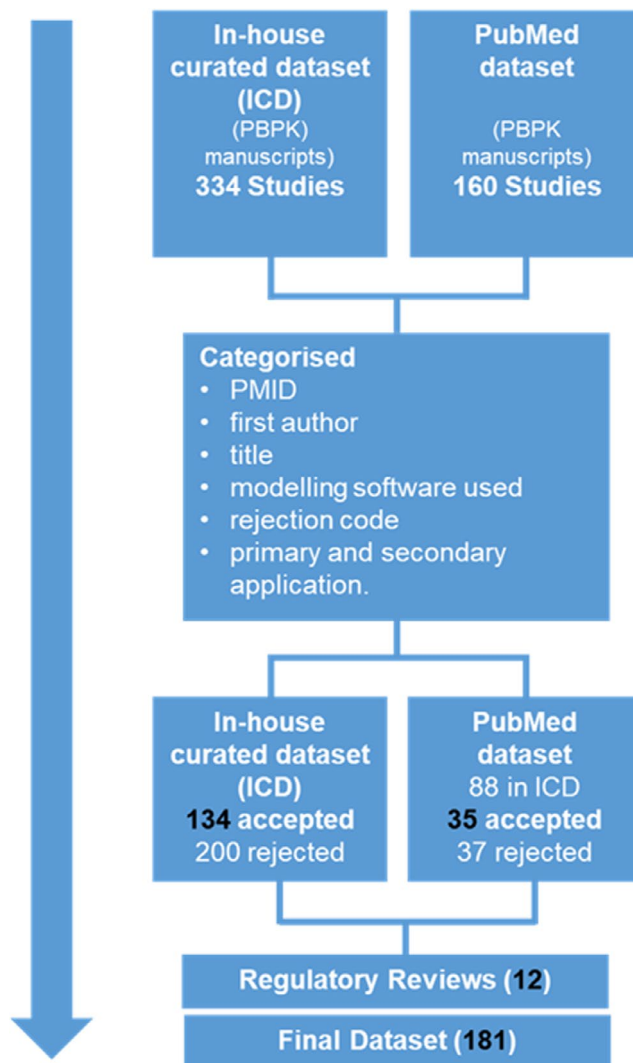 In-house
curated dataset
(ICD)
(PBPK)
manuscripts)
334 Studies
PubMed
dataset
(PBPK
manuscripts)
160 Studies
Categorised
• PMID
• first author
• title
• modelling software used
• rejection code
• primary and secondary
application.
In-house
curated dataset
(ICD)
134 accepted
200 rejected
PubMed
dataset
88 in ICD
35 accepted
37 rejected
Regulatory Reviews (12)
Final Dataset (181)